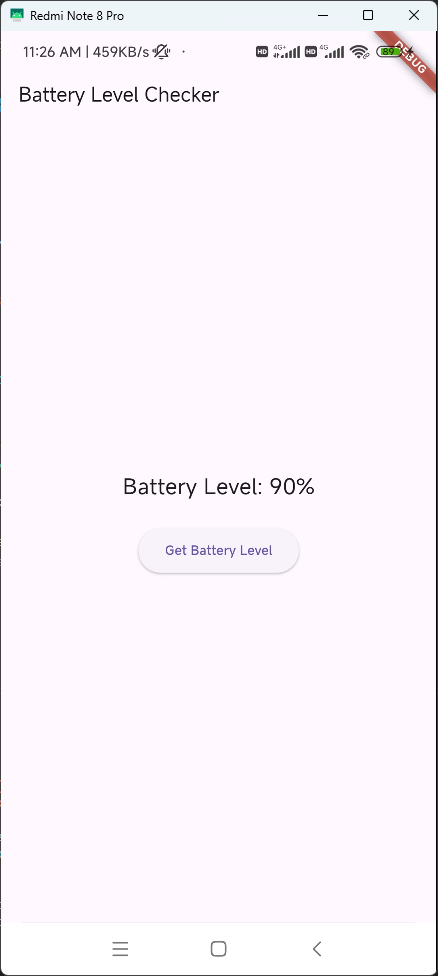 Redmi Note 8 Pro
11:26 AM | 459KB/s
HD 4G+ HD 4G 89
DEBUG
Battery Level Checker
Battery Level: 90%
Get Battery Level